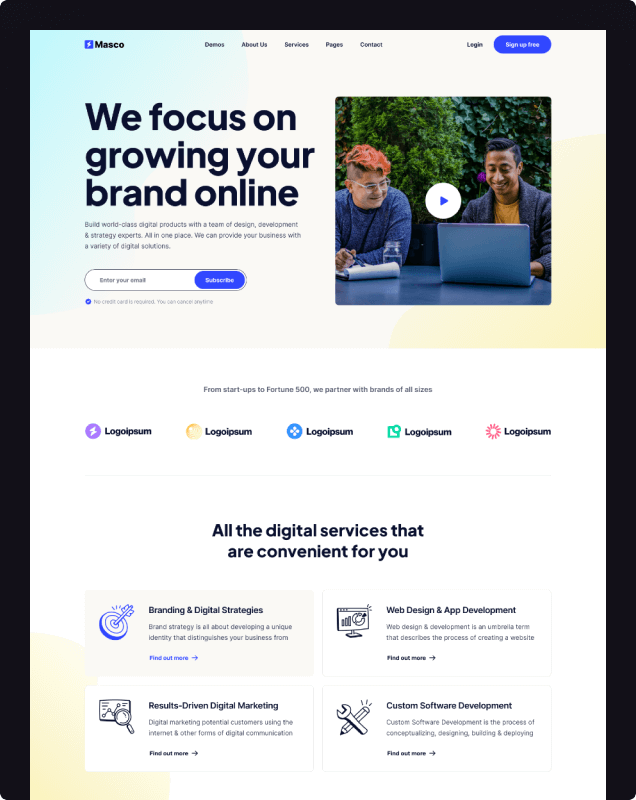 Masco
Demos About Us Services Pages Contact
Login Sign up free
We focus on
growing your
brand online
Build world-class digital products with a team of design, development
& strategy experts. All in one place. We can provide your business with
a variety of digital solutions.
Enter your email Subscribe
No credit card is required. You can cancel anytime
From start-ups to Fortune 500, we partner with brands of all sizes
Logoipsum Logoipsum Logoipsum Logoipsum Logoipsum
All the digital services that
are convenient for you
Branding & Digital Strategies
Brand strategy is all about developing a unique
identity that distinguishes your business from
Find out more →
Web Design & App Development
Web design & development is an umbrella term
that describes the process of creating a website
Find out more →
Results-Driven Digital Marketing
Digital marketing potential customers using the
internet & other forms of digital communication
Find out more →
Custom Software Development
Custom Software Development is the process of
conceptualizing, designing, building & deploying
Find out more →